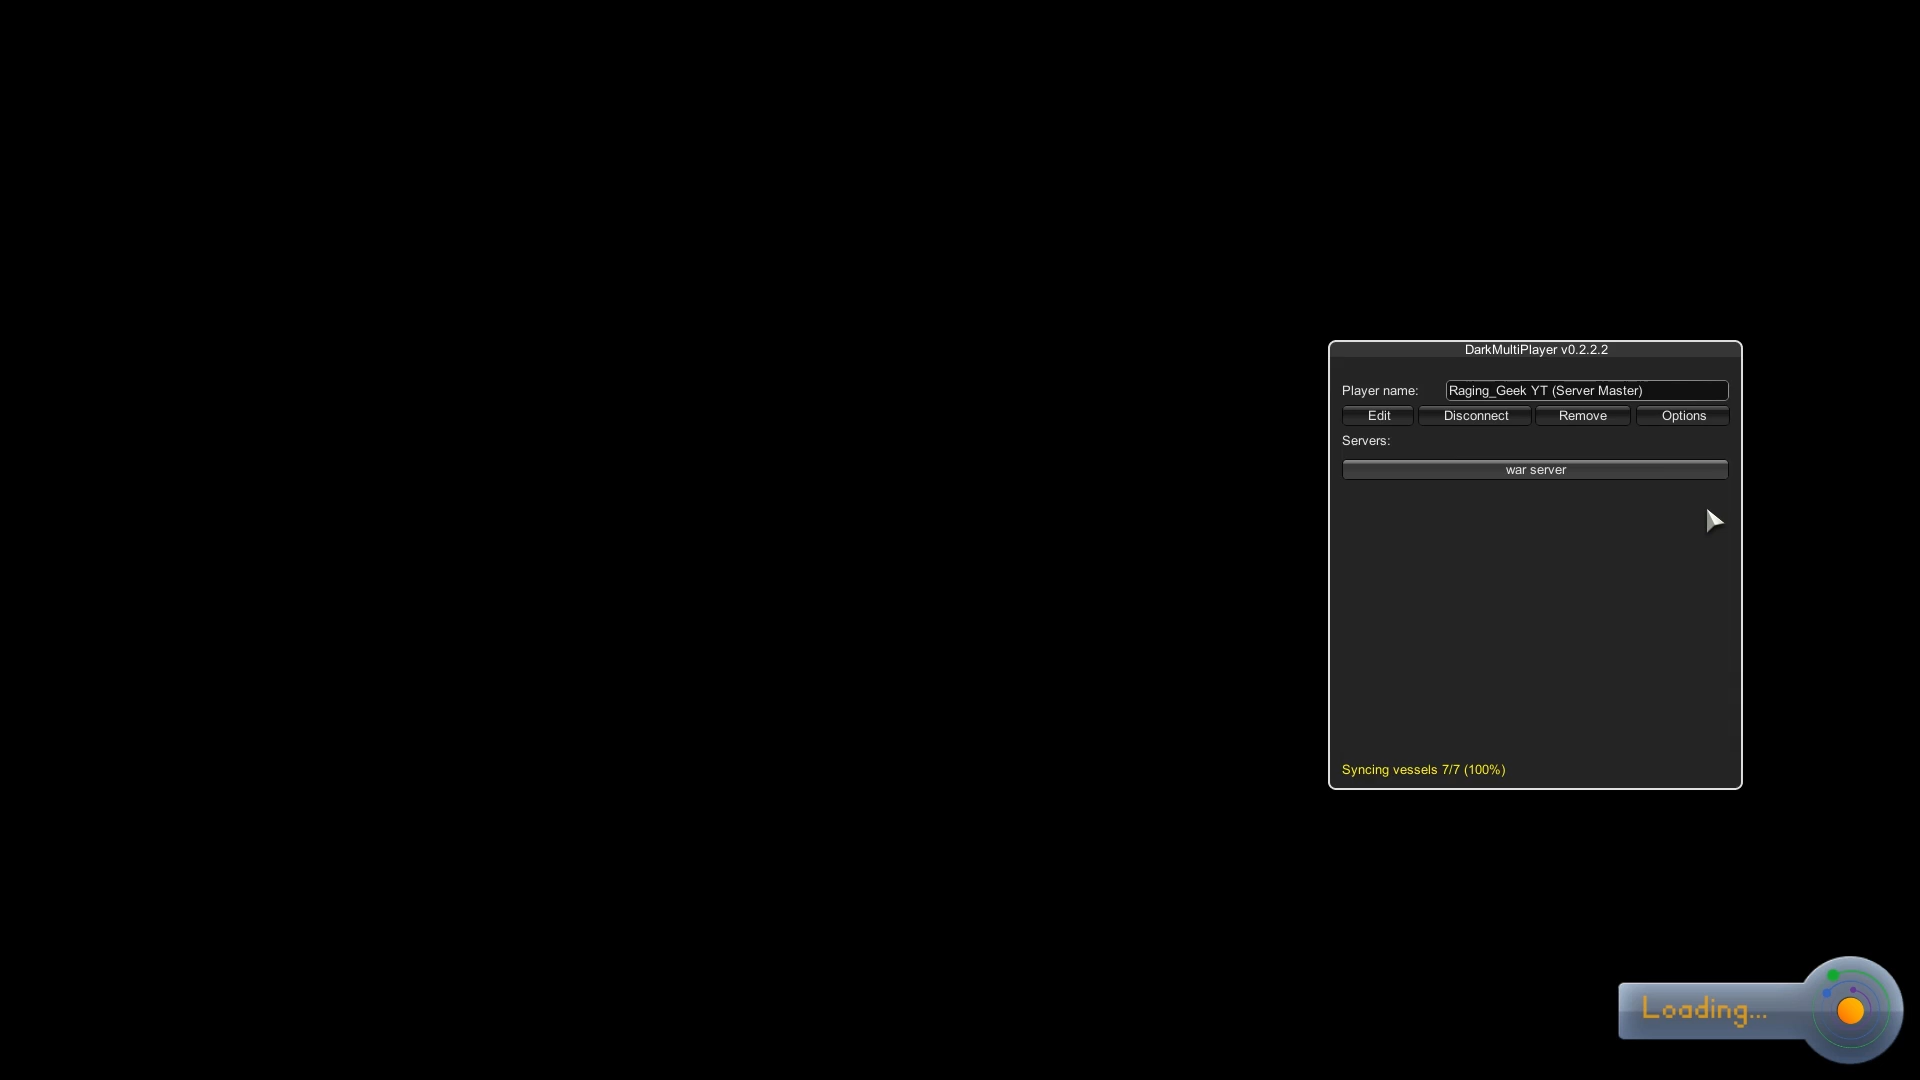 DarkMultiPlayer v0.2.2.2
Player name: Raging_Geek YT (Server Master)
Edit Disconnect Remove Options
Servers:
war server
Syncing vessels 7/7 (100%)
Loading...